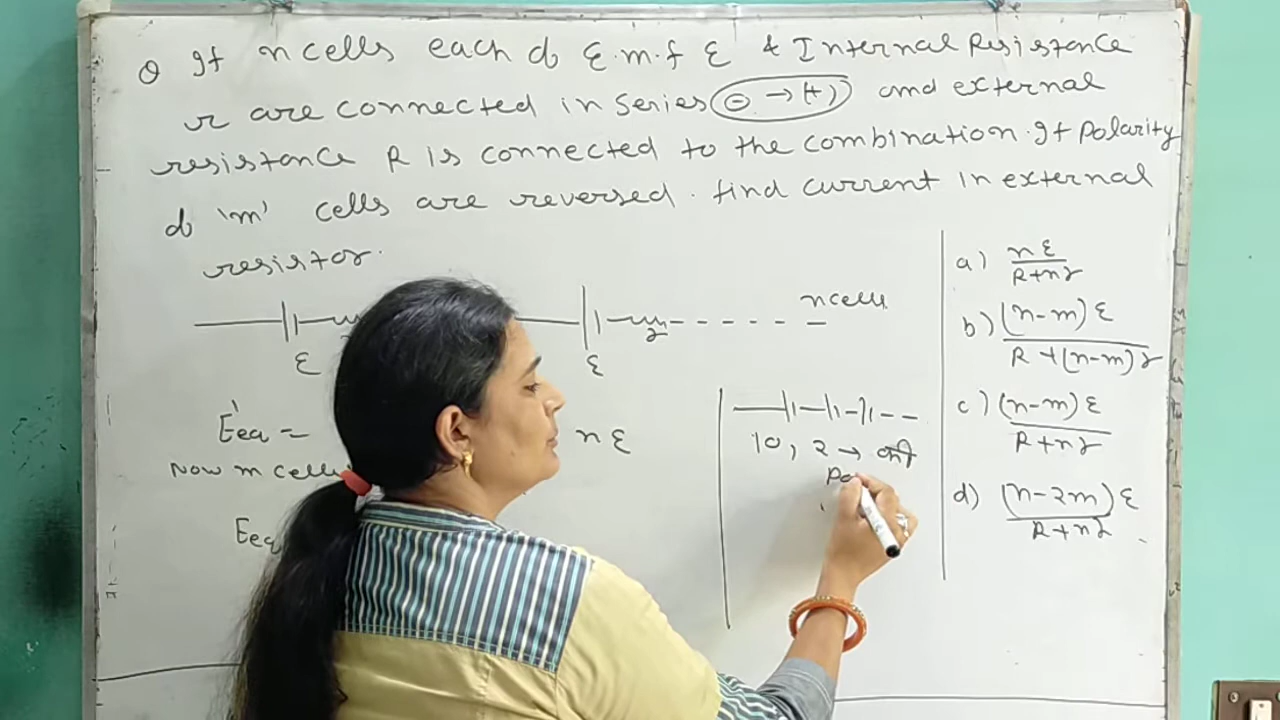 Q If n cells each of E.m.f ε & Internal Resistance
r are connected in series (⊖ → (+)) and external
resistance R is connected to the combination. If Polarity
of 'm' cells are reversed. find current in external
resistor.
n cells
ε ε r
Eeq = n ε
Now m cells
Eeq
10, 2 → की
Po
a) nε / R+nr
b) (n-m) ε / R+(n-m) r
c) (n-m) ε / R+nr
d) (n-2m) ε / R+nr